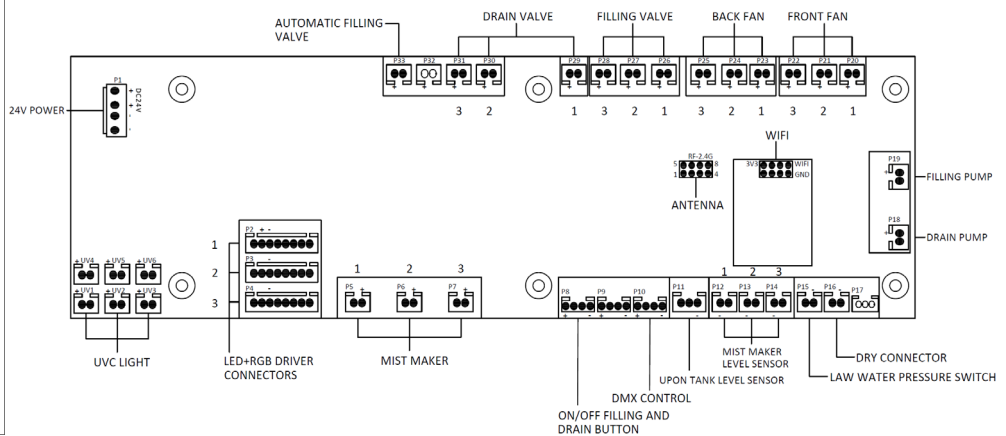 AUTOMATIC FILLING
VALVE
DRAIN VALVE
FILLING VALVE
BACK FAN
FRONT FAN
P33 P32 P31 P30 P29 P28 P27 P26 P25 P24 P23 P22 P21 P20
+ + + + + + + + + + + + +
3 2 1 3 2 1 3 2 1 3 2 1
P1
DC24V
+
+
-
-
24V POWER
WIFI
RF-2.4G
5 8
1 4
3V3 WIFI
GND
ANTENNA
P19
+
FILLING PUMP
P18
+
DRAIN PUMP
+ UV4 + UV5 + UV6
+ UV1 + UV2 + UV3
UVC LIGHT
P2 + -
1
P3 -
2
P4 -
3
LED+RGB DRIVER
CONNECTORS
1 2 3
P5 + P6 + P7 +
MIST MAKER
P8 P9 P10 P11 P12 P13 P14 P15 P16 P17
+ - + - + -
1 2 3
MIST MAKER
LEVEL SENSOR
UPON TANK LEVEL SENSOR
DRY CONNECTOR
LAW WATER PRESSURE SWITCH
DMX CONTROL
ON/OFF FILLING AND
DRAIN BUTTON